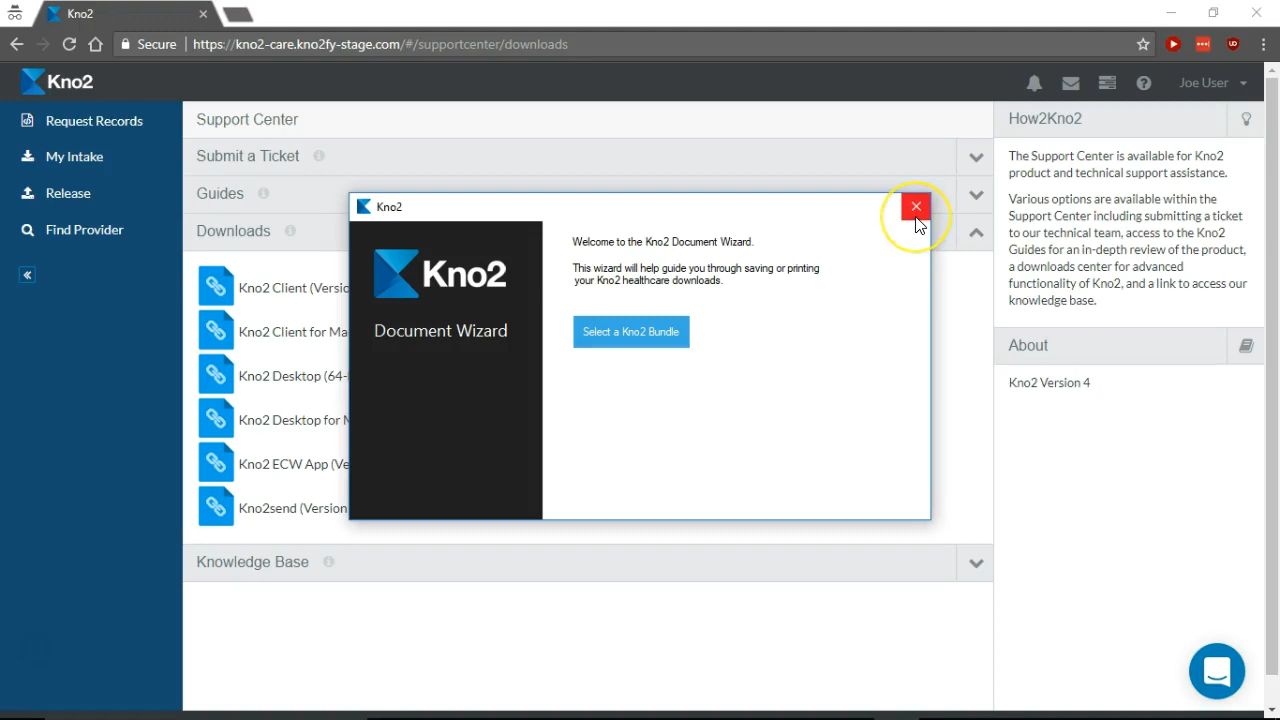 Kno2
Secure
https://kno2-care.kno2fy-stage.com/#/supportcenter/downloads
Kno2
Joe User
Request Records
My Intake
Release
Find Provider
Support Center
Submit a Ticket
Guides
Downloads
Kno2 Client (Versio
Kno2 Client for Ma
Kno2 Desktop (64-
Kno2 Desktop for M
Kno2 ECW App (Ve
Kno2send (Version
Knowledge Base
Kno2
Kno2
Document Wizard
Welcome to the Kno2 Document Wizard.
This wizard will help guide you through saving or printing
your Kno2 healthcare downloads.
Select a Kno2 Bundle
How2Kno2
The Support Center is available for Kno2
product and technical support assistance.
Various options are available within the
Support Center including submitting a ticket
to our technical team, access to the Kno2
Guides for an in-depth review of the product,
a downloads center for advanced
functionality of Kno2, and a link to access our
knowledge base.
About
Kno2 Version 4